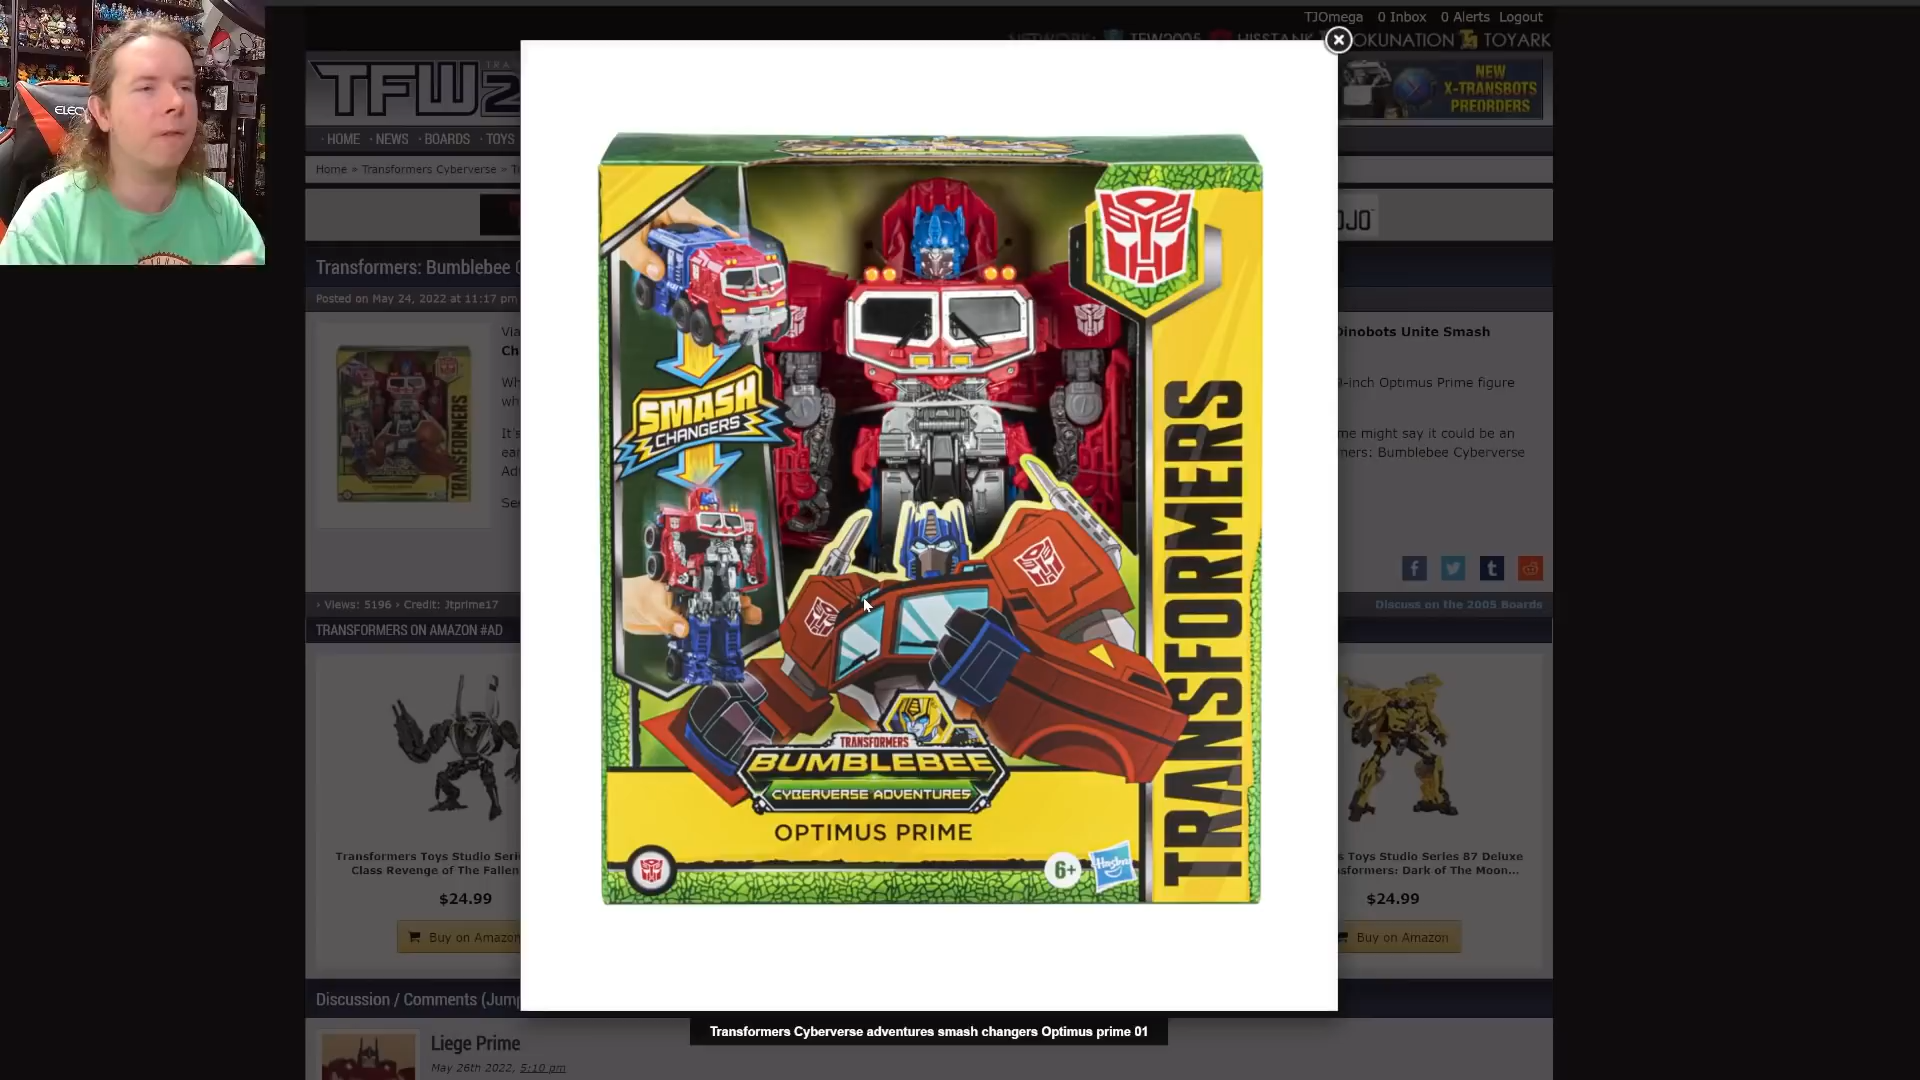 TJOmega 0 Inbox 0 Alerts Logout
NETWORK: TFW2005 HISSTANK TOKUNATION TOYARK
TFW2
NEW
X-TRANSBOTS
PREORDERS
· HOME · NEWS · BOARDS · TOYS
Home » Transformers Cyberverse »
Transformers: Bumblebee
Posted on May 24, 2022 at 11:17 pm
Dinobots Unite Smash
-inch Optimus Prime figure
me might say it could be an
Bumblebee Cyberverse
SMASH
CHANGERS
TRANSFORMERS
TRANSFORMERS
BUMBLEBEE
CYBERVERSE ADVENTURES
OPTIMUS PRIME
6+
Hasbro
› Views: 5196 › Credit: Jtprime17
Discuss on the 2005 Boards
TRANSFORMERS ON AMAZON #AD
Transformers Toys Studio Seri
Class Revenge of The Fallen
$24.99
Buy on Amazon
s Toys Studio Series 87 Deluxe
sformers: Dark of The Moon...
$24.99
Buy on Amazon
Discussion / Comments (Jum
Transformers Cyberverse adventures smash changers Optimus prime 01
Liege Prime
May 26th 2022, 5:10 pm